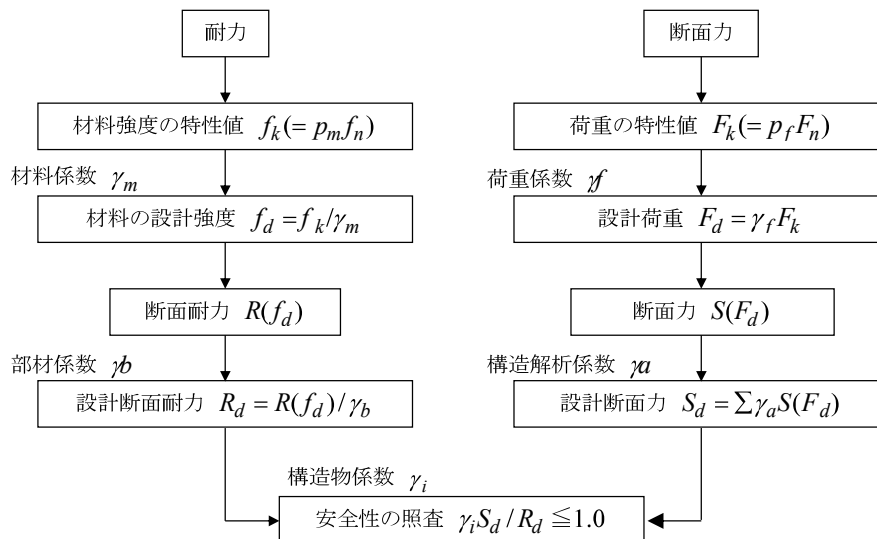 耐力
断面力
材料強度の特性値 f_k(= p_m f_n)
荷重の特性値 F_k(= p_f F_n)
材料係数 γ_m
荷重係数 γf
材料の設計強度 f_d = f_k/γ_m
設計荷重 F_d = γ_f F_k
断面耐力 R(f_d)
断面力 S(F_d)
部材係数 γb
構造解析係数 γa
設計断面耐力 R_d = R(f_d)/γ_b
設計断面力 S_d = ∑γ_a S(F_d)
構造物係数 γ_i
安全性の照査 γ_i S_d / R_d ≦1.0